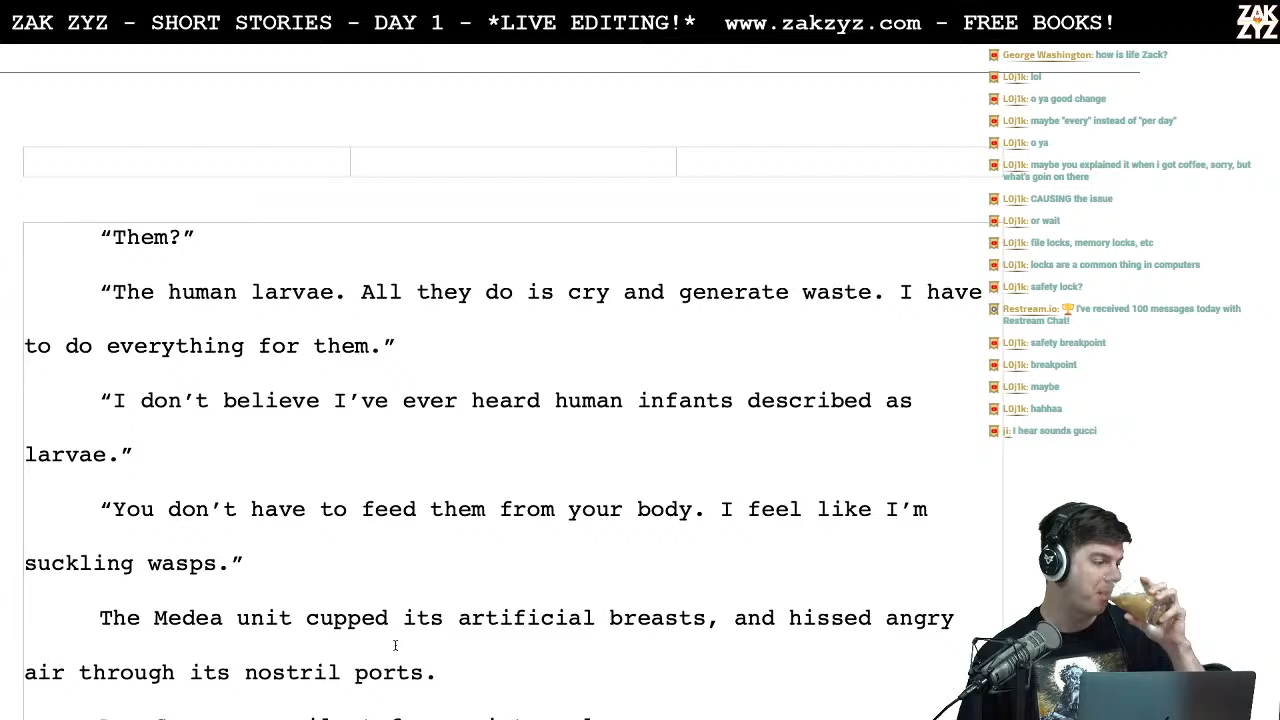 ZAK ZYZ - SHORT STORIES - DAY 1 - *LIVE EDITING!* www.zakzyz.com - FREE BOOKS!
ZAK
ZYZ
George Washington: how is life Zack?
L0j1k: lol
L0j1k: o ya good change
L0j1k: maybe "every" instead of "per day"
L0j1k: o ya
L0j1k: maybe you explained it when i got coffee, sorry, but
what's goin on there
L0j1k: CAUSING the issue
L0j1k: or wait
L0j1k: file locks, memory locks, etc
L0j1k: locks are a common thing in computers
L0j1k: safety lock?
Restream.io: 🏆I've received 100 messages today with
Restream Chat!
L0j1k: safety breakpoint
L0j1k: breakpoint
L0j1k: maybe
L0j1k: hahhaa
ji: I hear sounds gucci
“Them?”
“The human larvae. All they do is cry and generate waste. I have
to do everything for them.”
“I don’t believe I’ve ever heard human infants described as
larvae.”
“You don’t have to feed them from your body. I feel like I’m
suckling wasps.”
The Medea unit cupped its artificial breasts, and hissed angry
air through its nostril ports.